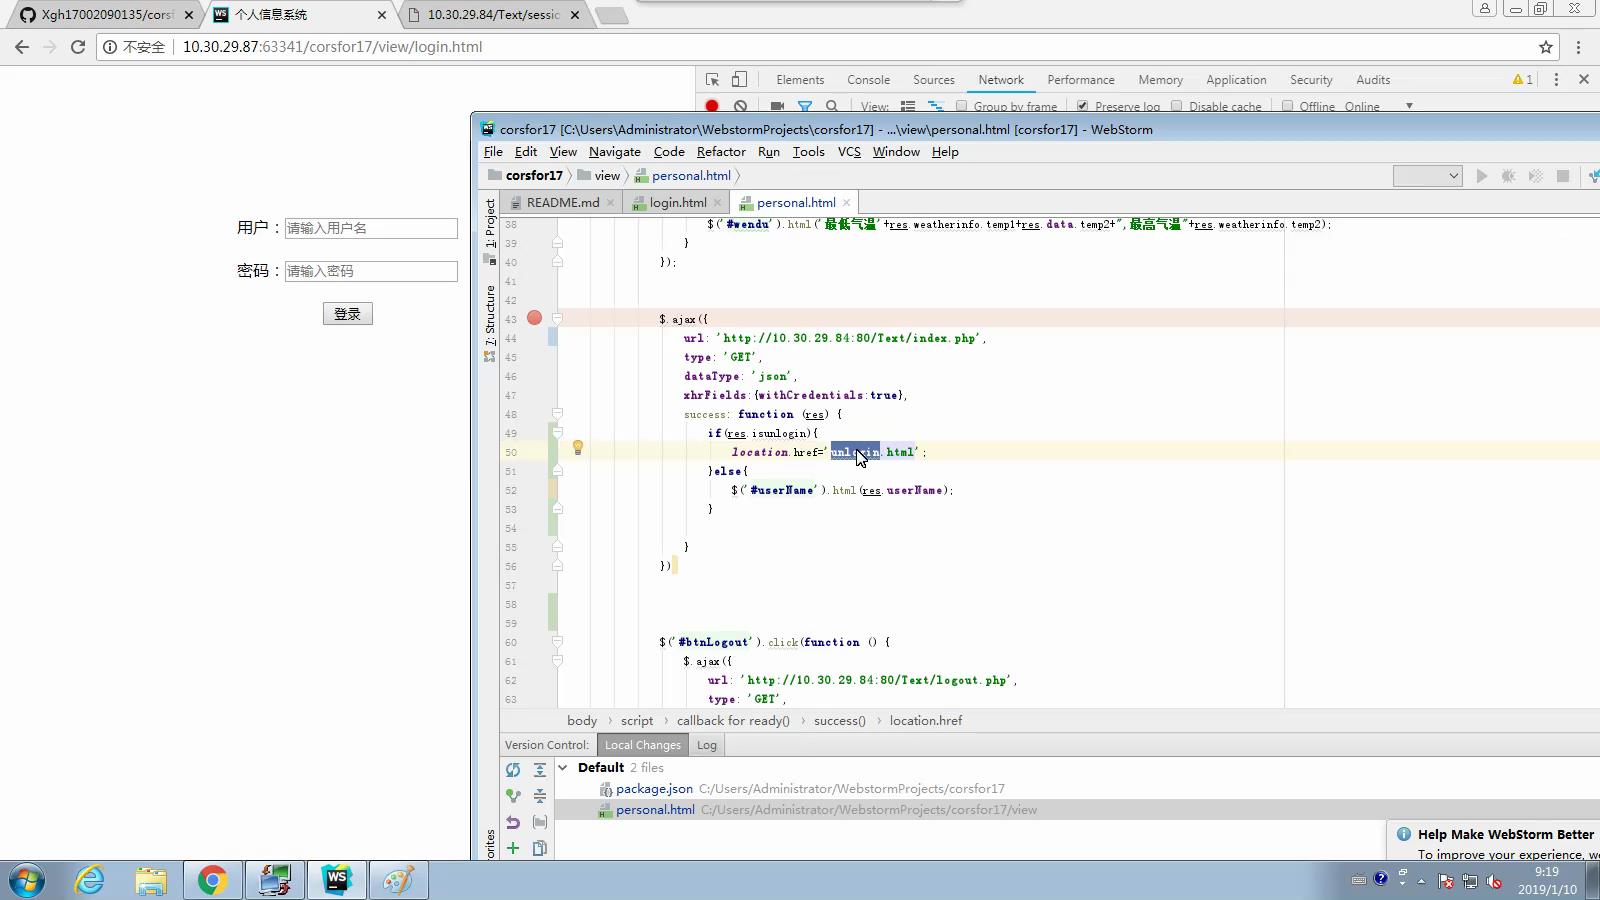 Xgh17002090135/corsf
个人信息系统
10.30.29.84/Text/sessio
不安全 10.30.29.87:63341/corsfor17/view/login.html
Elements Console Sources Network Performance Memory Application Security Audits 1
View: Group by frame Preserve log Disable cache Offline Online
用户：请输入用户名
密码：请输入密码
登录
corsfor17 [C:\Users\Administrator\WebstormProjects\corsfor17] - ...\view\personal.html [corsfor17] - WebStorm
File Edit View Navigate Code Refactor Run Tools VCS Window Help
corsfor17 view personal.html
README.md login.html personal.html
1: Project
7: Structure
38 $('#wendu').html('最低气温'+res.weatherinfo.temp1+res.data.temp2+",最高气温"+res.weatherinfo.temp2);
39 }
40 });
41
42
43 $.ajax({
44 url: 'http://10.30.29.84:80/Text/index.php',
45 type: 'GET',
46 dataType: 'json',
47 xhrFields:{withCredentials:true},
48 success: function (res) {
49 if(res.isunlogin){
50 location.href='unlogin.html';
51 }else{
52 $('#userName').html(res.userName);
53 }
54
55 }
56 })
57
58
59
60 $('#btnLogout').click(function () {
61 $.ajax({
62 url: 'http://10.30.29.84:80/Text/logout.php',
63 type: 'GET',
body › script › callback for ready() › success() › location.href
Version Control: Local Changes Log
Default 2 files
package.json C:/Users/Administrator/WebstormProjects/corsfor17
personal.html C:/Users/Administrator/WebstormProjects/corsfor17/view
Help Make WebStorm Better
To improve your experience, we
9:19
2019/1/10